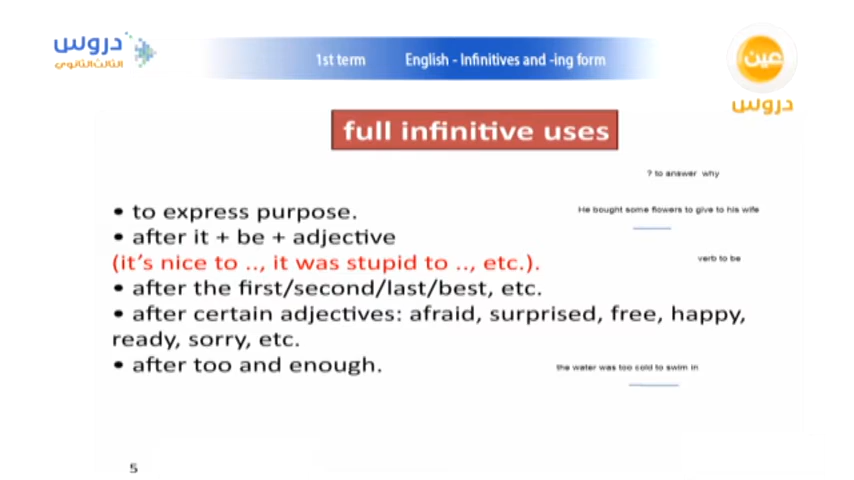 دروس
الثالث الثانوي
1st term English - Infinitives and -ing form
عين
دروس
full infinitive uses
? to answer why
• to express purpose.
He bought some flowers to give to his wife
• after it + be + adjective
(it's nice to .., it was stupid to .., etc.).
verb to be
• after the first/second/last/best, etc.
• after certain adjectives: afraid, surprised, free, happy,
ready, sorry, etc.
• after too and enough.
the water was too cold to swim in
5